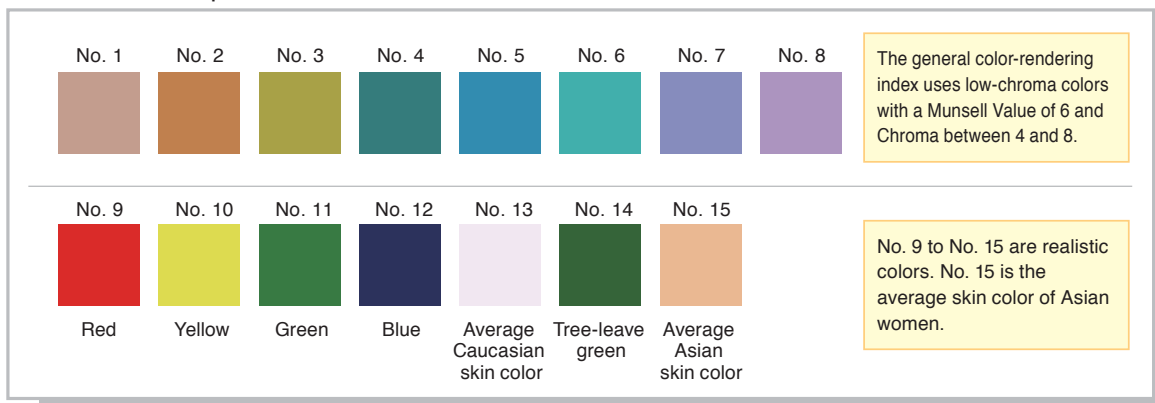 No. 1 No. 2 No. 3 No. 4 No. 5 No. 6 No. 7 No. 8
The general color-rendering
index uses low-chroma colors
with a Munsell Value of 6 and
Chroma between 4 and 8.
No. 9 No. 10 No. 11 No. 12 No. 13 No. 14 No. 15
Red Yellow Green Blue Average Tree-leave Average
Caucasian green Asian
skin color skin color
No. 9 to No. 15 are realistic
colors. No. 15 is the
average skin color of Asian
women.